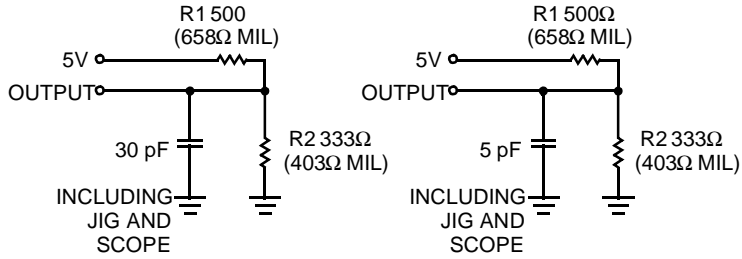 R1 500
(658Ω MIL)
5V
OUTPUT
30 pF
R2 333Ω
(403Ω MIL)
INCLUDING
JIG AND
SCOPE
R1 500Ω
(658Ω MIL)
5V
OUTPUT
5 pF
R2 333Ω
(403Ω MIL)
INCLUDING
JIG AND
SCOPE